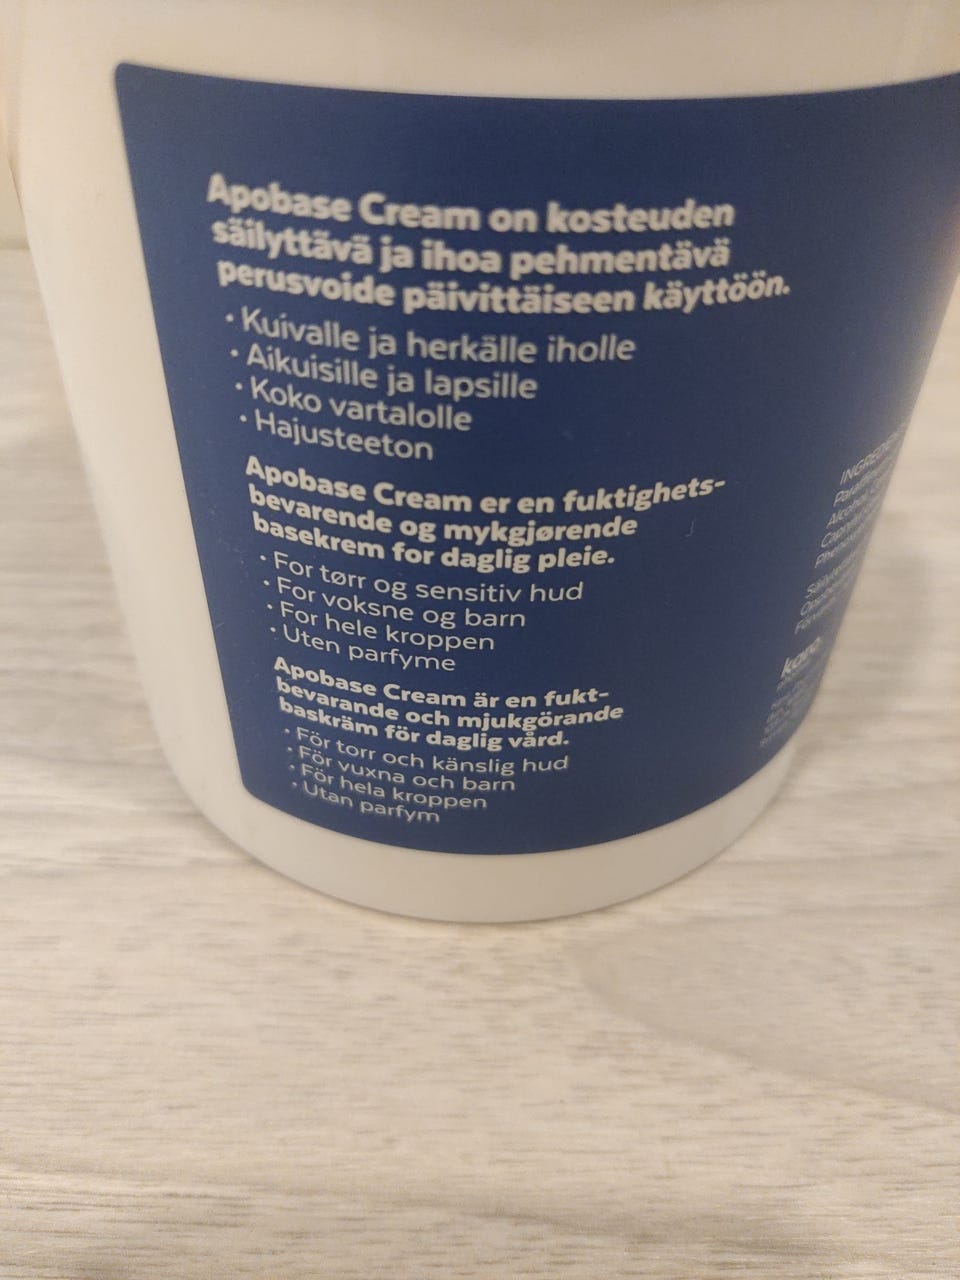 Apobase Cream on kosteuden
säilyttävä ja ihoa pehmentävä
perusvoide päivittäiseen käyttöön.
• Kuivalle ja herkälle iholle
• Aikuisille ja lapsille
• Koko vartalolle
• Hajusteeton
Apobase Cream er en fuktighets-
bevarende og mykgjørende
basekrem for daglig pleie.
• For tørr og sensitiv hud
• For voksne og barn
• For hele kroppen
• Uten parfyme
Apobase Cream är en fukt-
bevarande och mjukgörande
baskräm för daglig vård.
• För torr och känslig hud
• För vuxna och barn
• För hela kroppen
• Utan parfym
karo